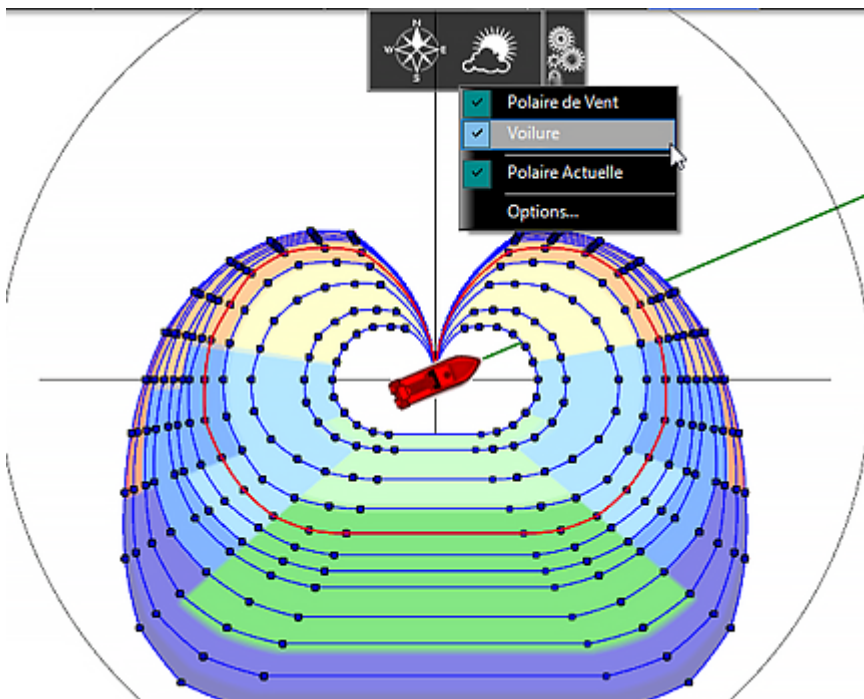 N
W E
S
Polaire de Vent
Voilure
Polaire Actuelle
Options...